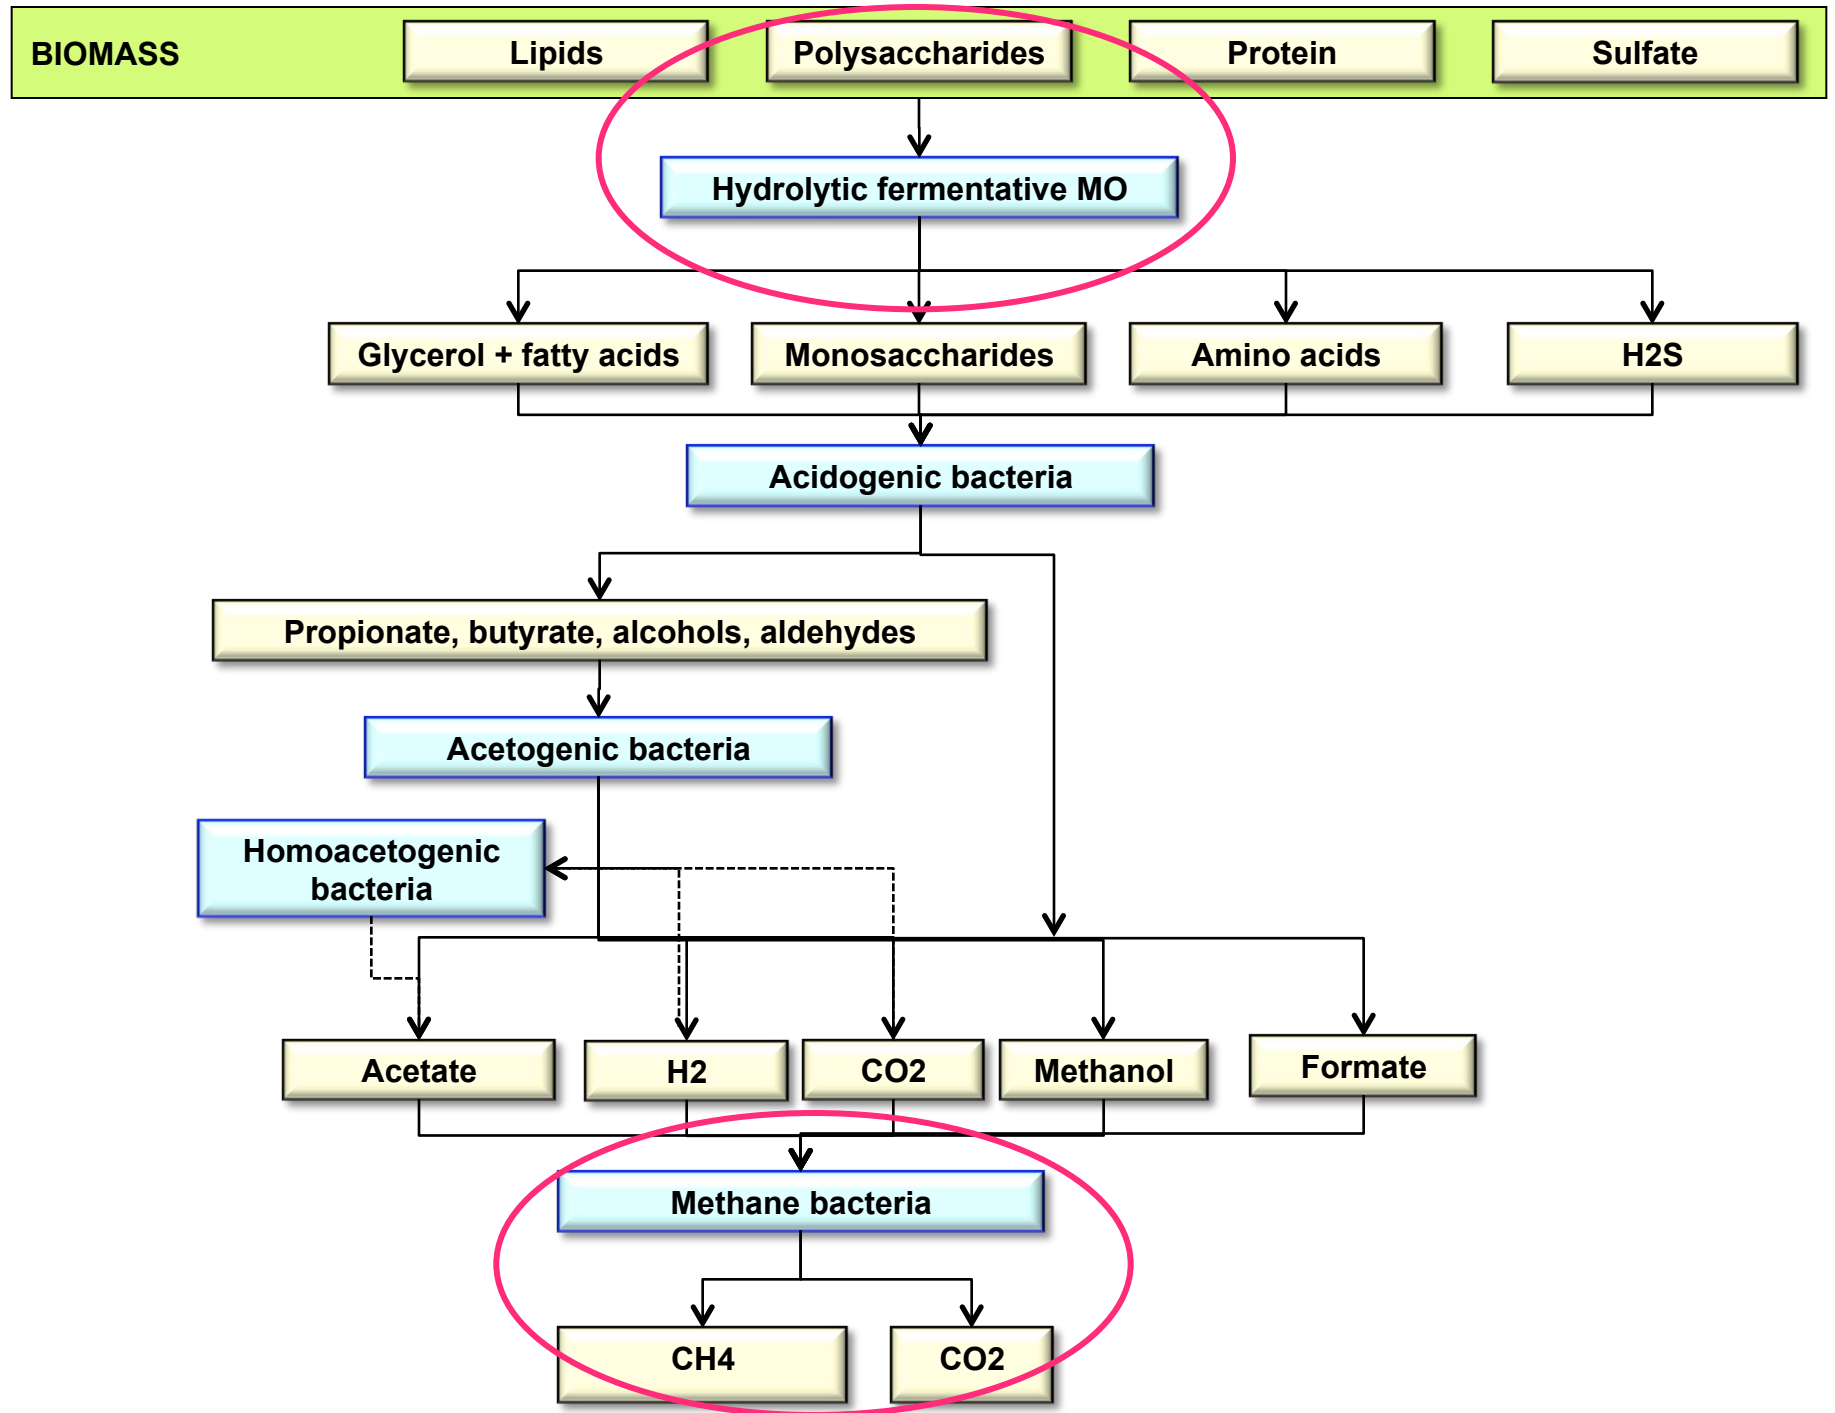 BIOMASS
Lipids
Polysaccharides
Protein
Sulfate
Hydrolytic fermentative MO
Glycerol + fatty acids
Monosaccharides
Amino acids
H2S
Acidogenic bacteria
Propionate, butyrate, alcohols, aldehydes
Acetogenic bacteria
Homoacetogenic
bacteria
Acetate
H2
CO2
Methanol
Formate
Methane bacteria
CH4
CO2